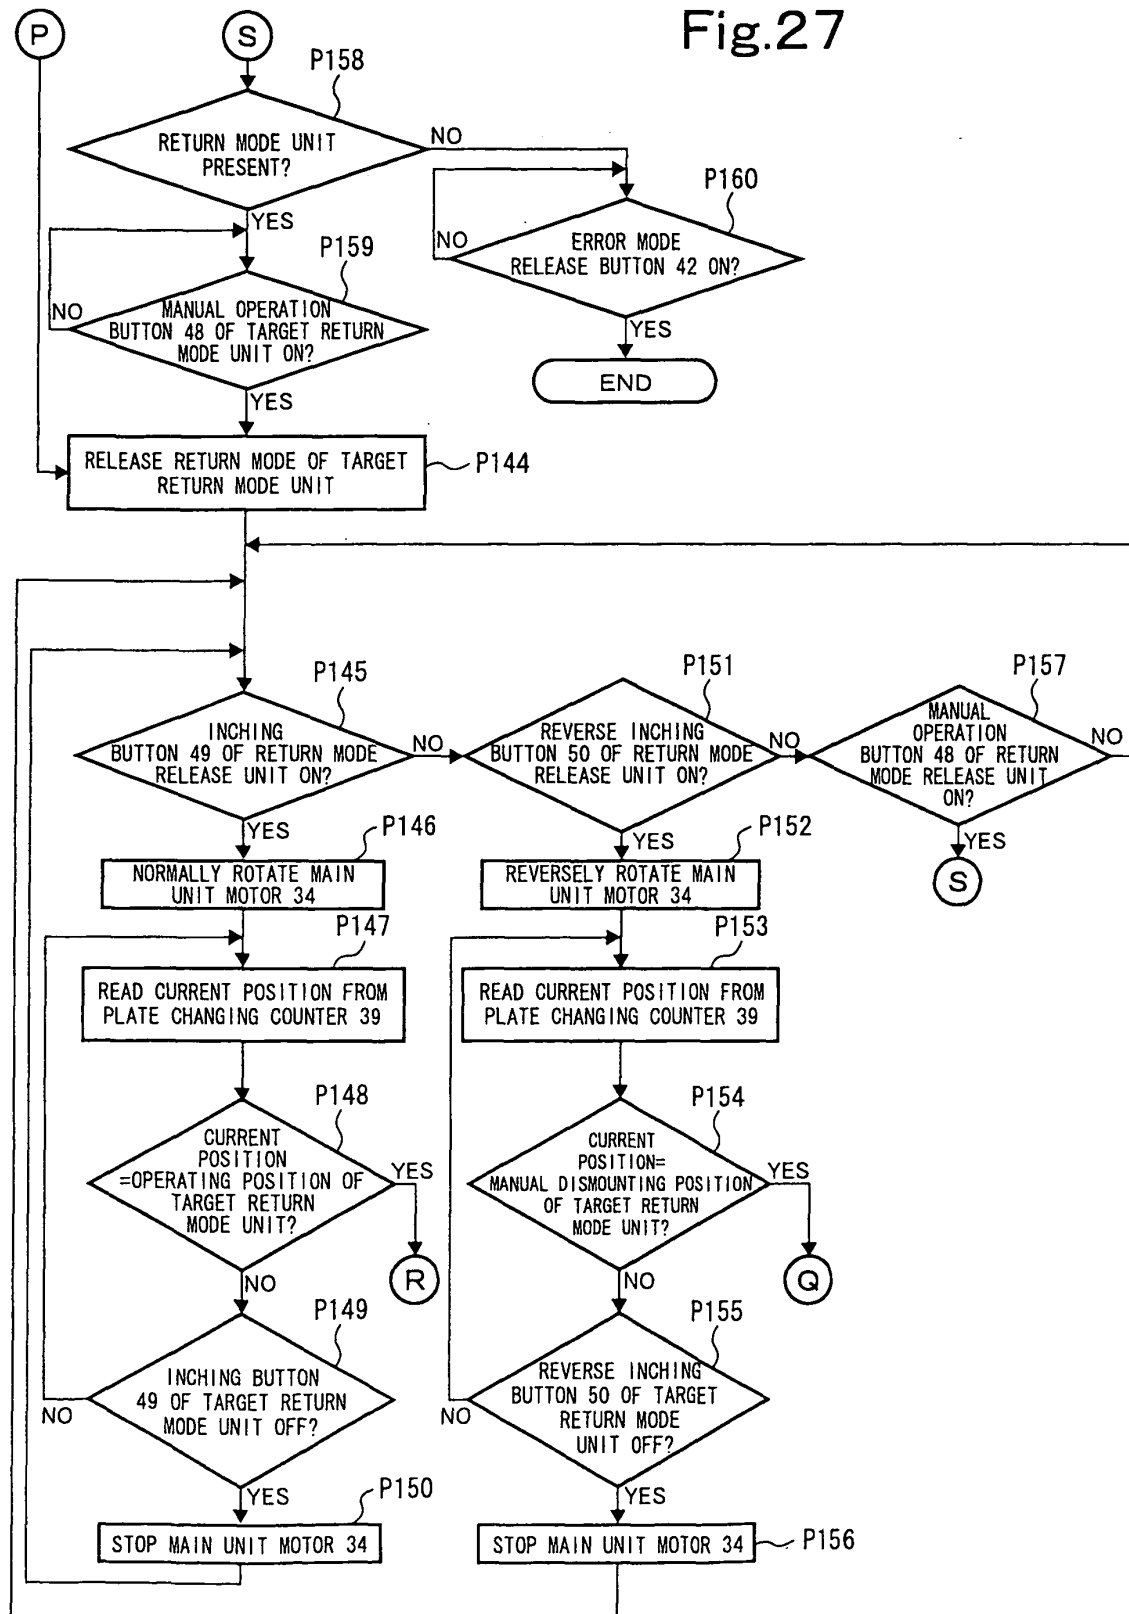 Fig.27
P
S
P158
RETURN MODE UNIT
PRESENT?
NO
YES
P160
ERROR MODE
RELEASE BUTTON 42 ON?
NO
YES
END
P159
MANUAL OPERATION
BUTTON 48 OF TARGET RETURN
MODE UNIT ON?
NO
YES
RELEASE RETURN MODE OF TARGET
RETURN MODE UNIT
P144
P145
INCHING
BUTTON 49 OF RETURN MODE
RELEASE UNIT ON?
NO
YES
P151
REVERSE INCHING
BUTTON 50 OF RETURN MODE
RELEASE UNIT ON?
NO
YES
P157
MANUAL
OPERATION
BUTTON 48 OF RETURN
MODE RELEASE UNIT
ON?
NO
YES
S
P146
NORMALLY ROTATE MAIN
UNIT MOTOR 34
P152
REVERSELY ROTATE MAIN
UNIT MOTOR 34
P147
READ CURRENT POSITION FROM
PLATE CHANGING COUNTER 39
P153
READ CURRENT POSITION FROM
PLATE CHANGING COUNTER 39
P148
CURRENT
POSITION
=OPERATING POSITION OF
TARGET RETURN
MODE UNIT?
YES
R
NO
P154
CURRENT
POSITION=
MANUAL DISMOUNTING POSITION
OF TARGET RETURN
MODE UNIT?
YES
Q
NO
P149
INCHING BUTTON
49 OF TARGET RETURN
MODE UNIT OFF?
NO
YES
P155
REVERSE INCHING
BUTTON 50 OF TARGET
RETURN MODE
UNIT OFF?
NO
YES
P150
STOP MAIN UNIT MOTOR 34
STOP MAIN UNIT MOTOR 34
P156